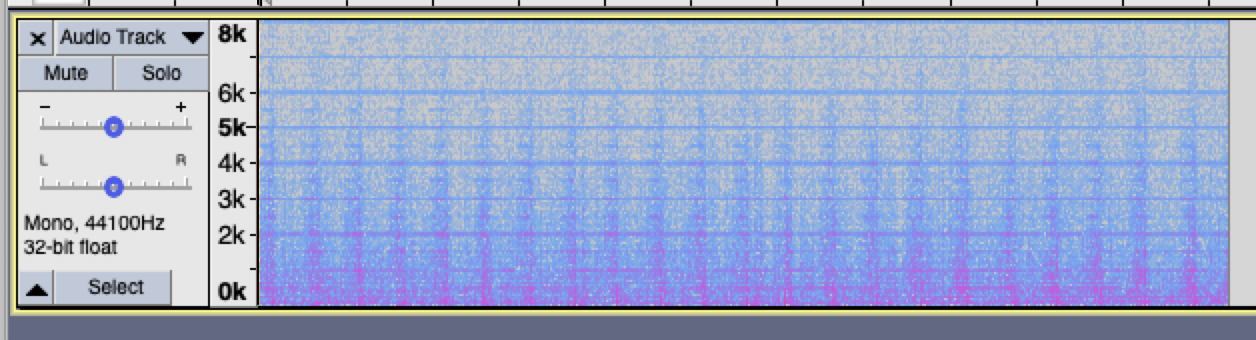 × Audio Track
Mute Solo
- +
L R
Mono, 44100Hz
32-bit float
Select
8k
6k
5k
4k
3k
2k
0k